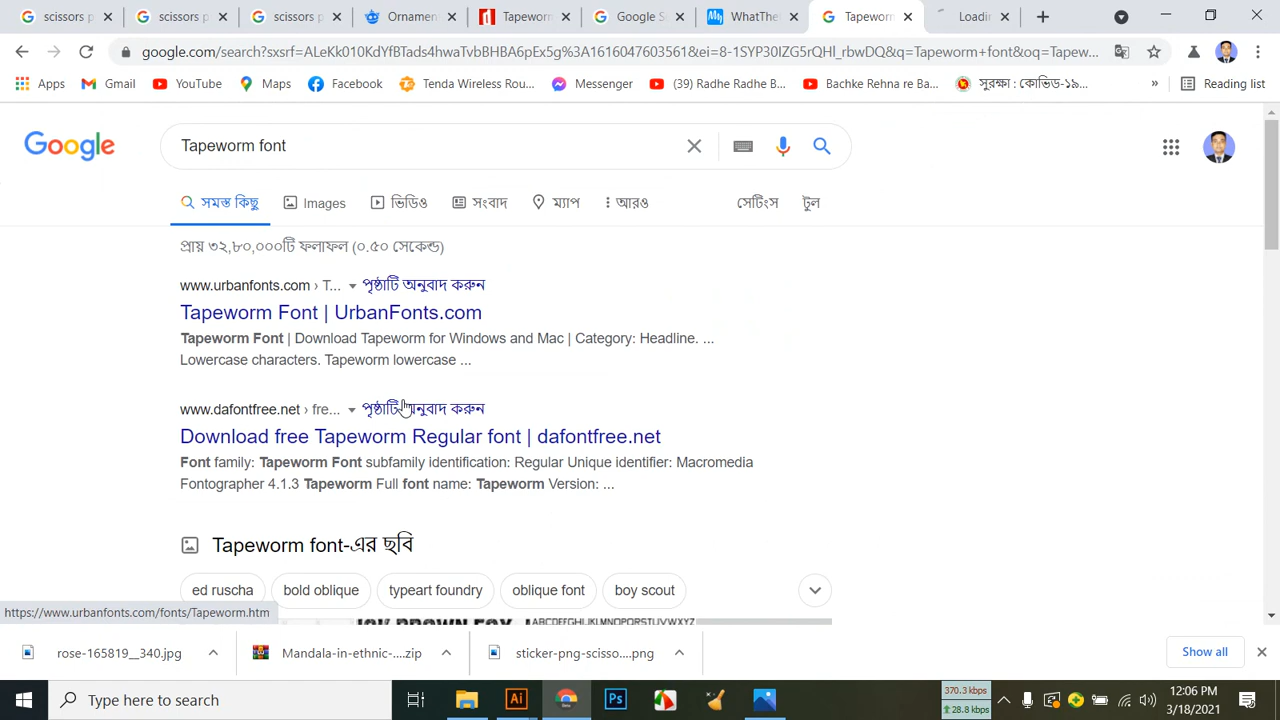 scissors p
scissors p
scissors p
Ornamen
Tapeworm
Google S
WhatThe
Tapeworm
Loadin
google.com/search?sxsrf=ALeKk010KdYfBTads4hwaTvbBHBA6pEx5g%3A1616047603561&ei=8-1SYP30IZG5rQHl_rbwDQ&q=Tapeworm+font&oq=Tapew...
Apps Gmail YouTube Maps Facebook Tenda Wireless Rou... Messenger (39) Radhe Radhe B... Bachke Rehna re Ba... সুরক্ষা : কোভিড-১৯... » Reading list
Google
Tapeworm font
সমস্ত কিছু Images ভিডিও সংবাদ ম্যাপ আরও সেটিংস টুল
প্রায় ৩২,৮০,০০০টি ফলাফল (০.৫০ সেকেন্ড)
www.urbanfonts.com › T... পৃষ্ঠাটি অনুবাদ করুন
Tapeworm Font | UrbanFonts.com
Tapeworm Font | Download Tapeworm for Windows and Mac | Category: Headline. ...
Lowercase characters. Tapeworm lowercase ...
www.dafontfree.net › fre... পৃষ্ঠাটি অনুবাদ করুন
Download free Tapeworm Regular font | dafontfree.net
Font family: Tapeworm Font subfamily identification: Regular Unique identifier: Macromedia
Fontographer 4.1.3 Tapeworm Full font name: Tapeworm Version: ...
Tapeworm font-এর ছবি
ed ruscha bold oblique typeart foundry oblique font boy scout
https://www.urbanfonts.com/fonts/Tapeworm.htm
rose-165819__340.jpg Mandala-in-ethnic-....zip sticker-png-scisso....png Show all
Type here to search
Ai
Ps
370.3 kbps
28.8 kbps
12:06 PM
3/18/2021